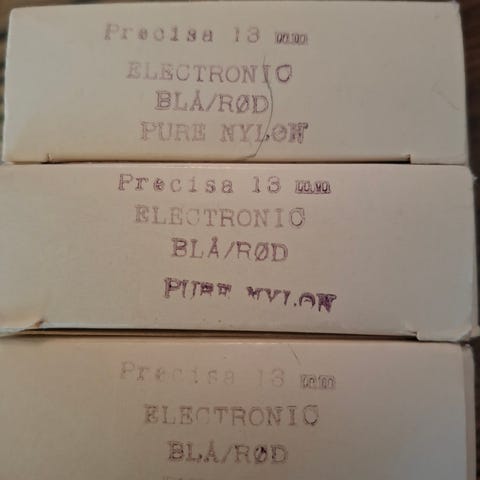 Precisa 13 mm
ELECTRONIC
BLÅ/RØD
PURE NYLON
Precisa 13 mm
ELECTRONIC
BLÅ/RØD
PURE NYLON
Precisa 13 mm
ELECTRONIC
BLÅ/RØD